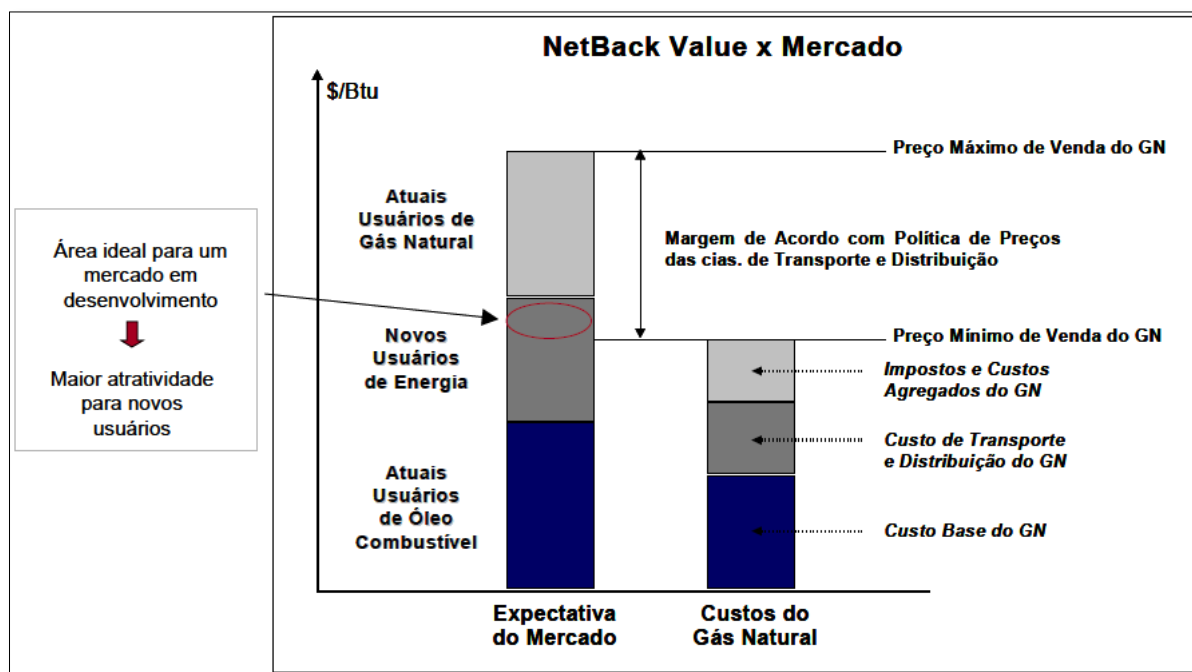 NetBack Value x Mercado
$/Btu
Preço Máximo de Venda do GN
Atuais
Usuários de
Gás Natural
Margem de Acordo com Política de Preços
das cias. de Transporte e Distribuição
Área ideal para um
mercado em
desenvolvimento
Maior atratividade
para novos
usuários
Novos
Usuários
de Energia
Preço Mínimo de Venda do GN
Impostos e Custos
Agregados do GN
Custo de Transporte
e Distribuição do GN
Atuais
Usuários
de Óleo
Combustível
Custo Base do GN
Expectativa
do Mercado
Custos do
Gás Natural